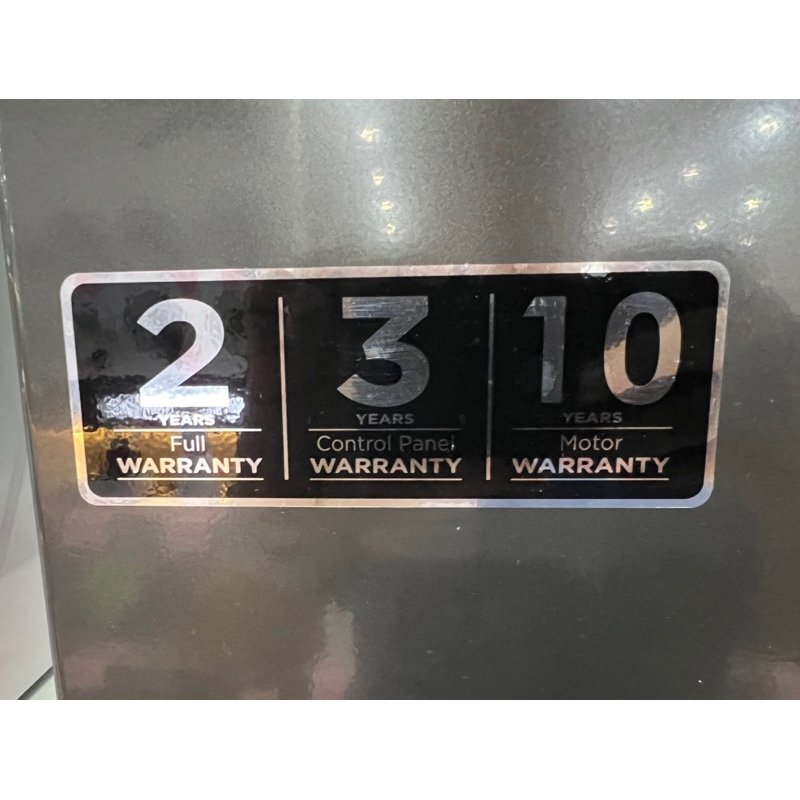 2
YEARS
Full
WARRANTY
3
YEARS
Control Panel
WARRANTY
10
YEARS
Motor
WARRANTY